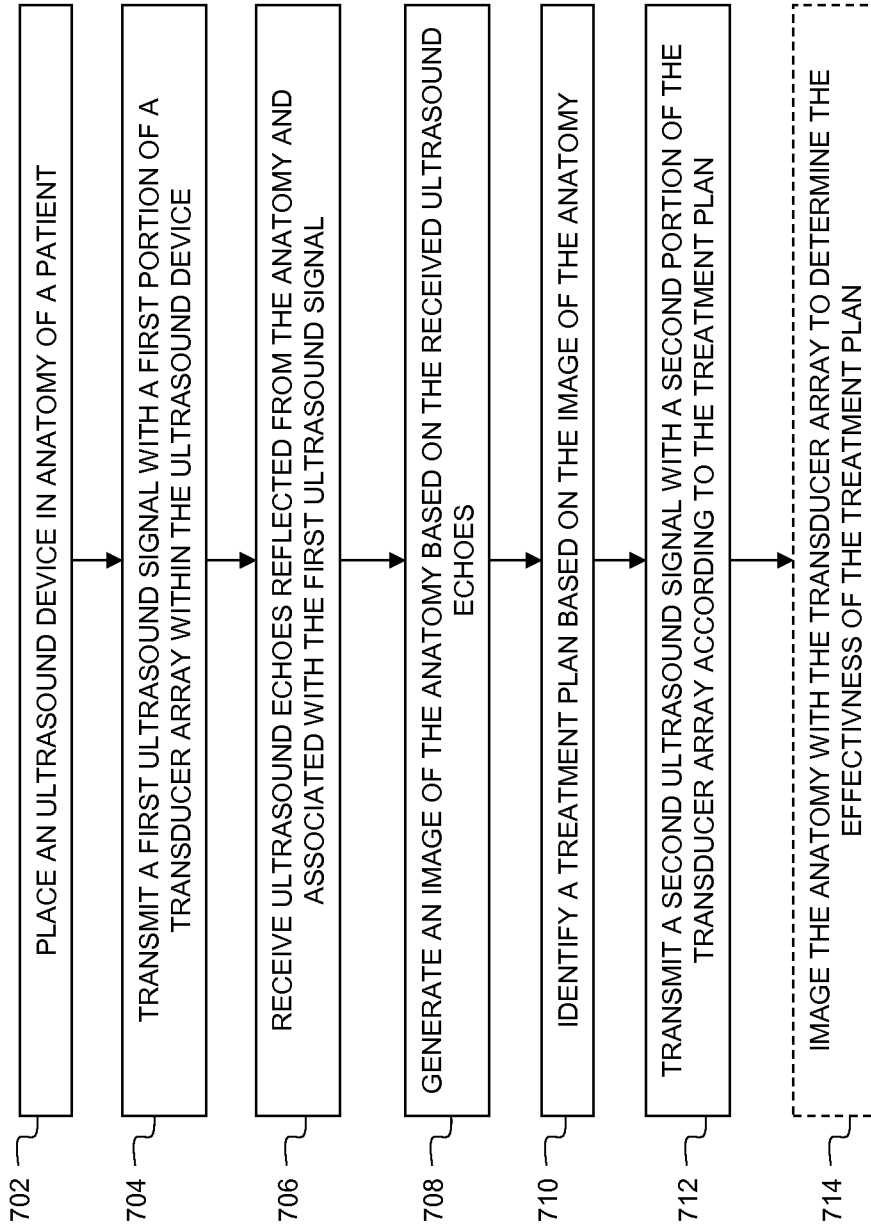 702
PLACE AN ULTRASOUND DEVICE IN ANATOMY OF A PATIENT
704
TRANSMIT A FIRST ULTRASOUND SIGNAL WITH A FIRST PORTION OF A
TRANSDUCER ARRAY WITHIN THE ULTRASOUND DEVICE
706
RECEIVE ULTRASOUND ECHOES REFLECTED FROM THE ANATOMY AND
ASSOCIATED WITH THE FIRST ULTRASOUND SIGNAL
708
GENERATE AN IMAGE OF THE ANATOMY BASED ON THE RECEIVED ULTRASOUND
ECHOES
710
IDENTIFY A TREATMENT PLAN BASED ON THE IMAGE OF THE ANATOMY
712
TRANSMIT A SECOND ULTRASOUND SIGNAL WITH A SECOND PORTION OF THE
TRANSDUCER ARRAY ACCORDING TO THE TREATMENT PLAN
714
IMAGE THE ANATOMY WITH THE TRANSDUCER ARRAY TO DETERMINE THE
EFFECTIVNESS OF THE TREATMENT PLAN